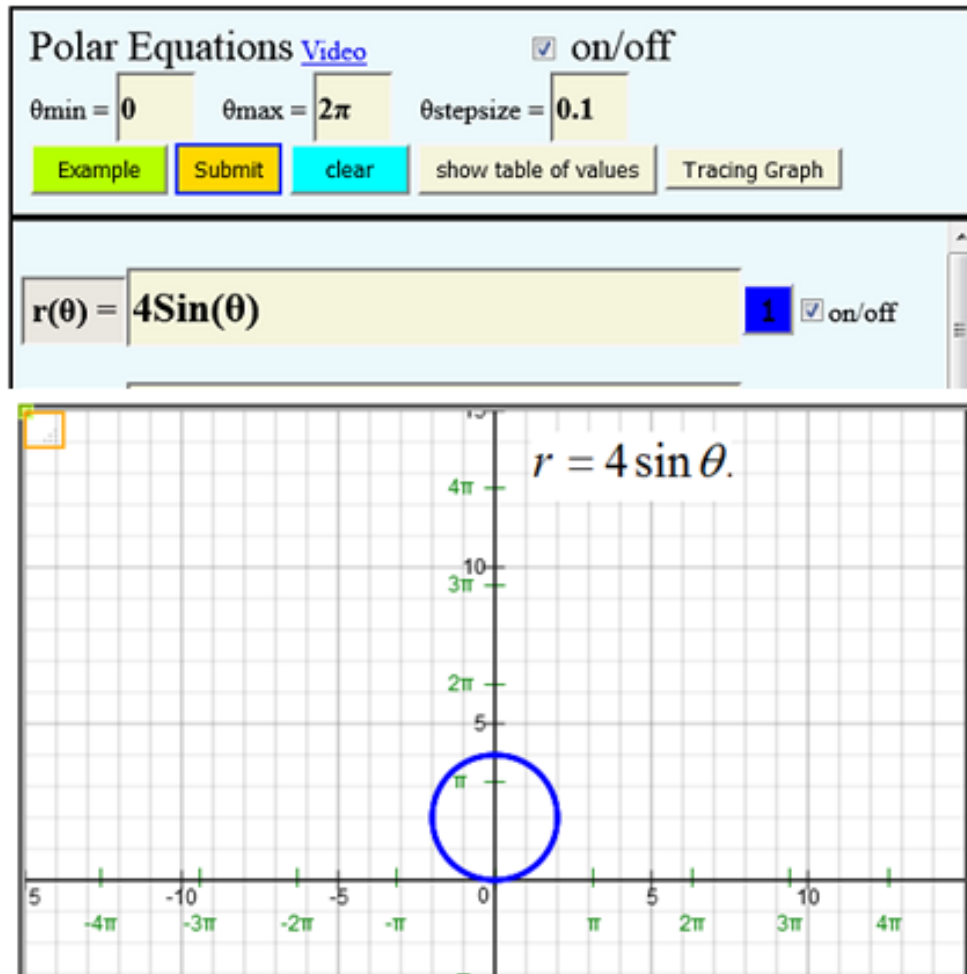 Polar Equations Video on/off
θmin = 0 θmax = 2π θstepsize = 0.1
Example Submit clear show table of values Tracing Graph
r(θ) = 4Sin(θ) 1 on/off
r = 4 sin θ.
4π
10
3π
2π
5
π
5 -10 -5 0 5 10
-4π -3π -2π -π π 2π 3π 4π